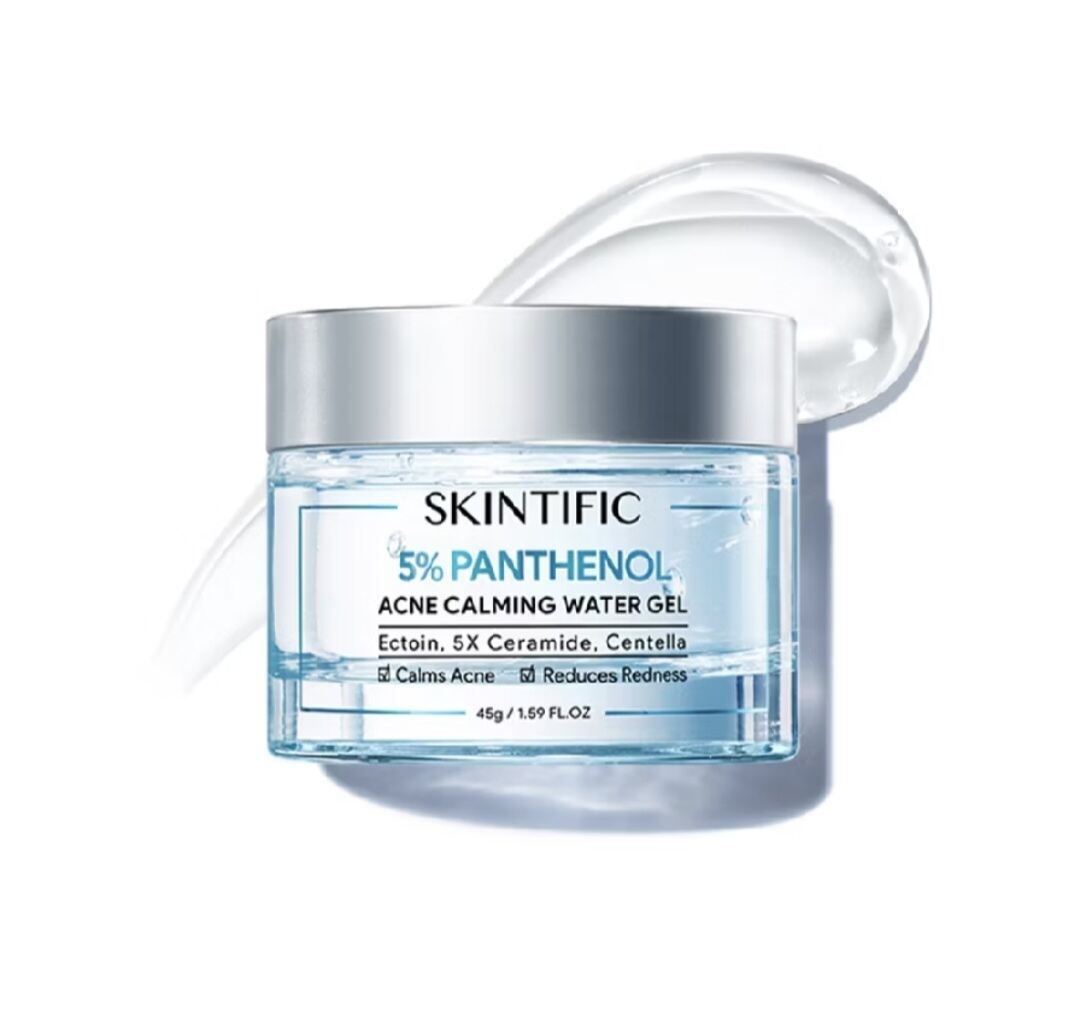 SKINTIFIC
5% PANTHENOL
ACNE CALMING WATER GEL
Ectoin, 5X Ceramide, Centella
☑ Calms Acne ☑ Reduces Redness
45g / 1.59 FL.OZ